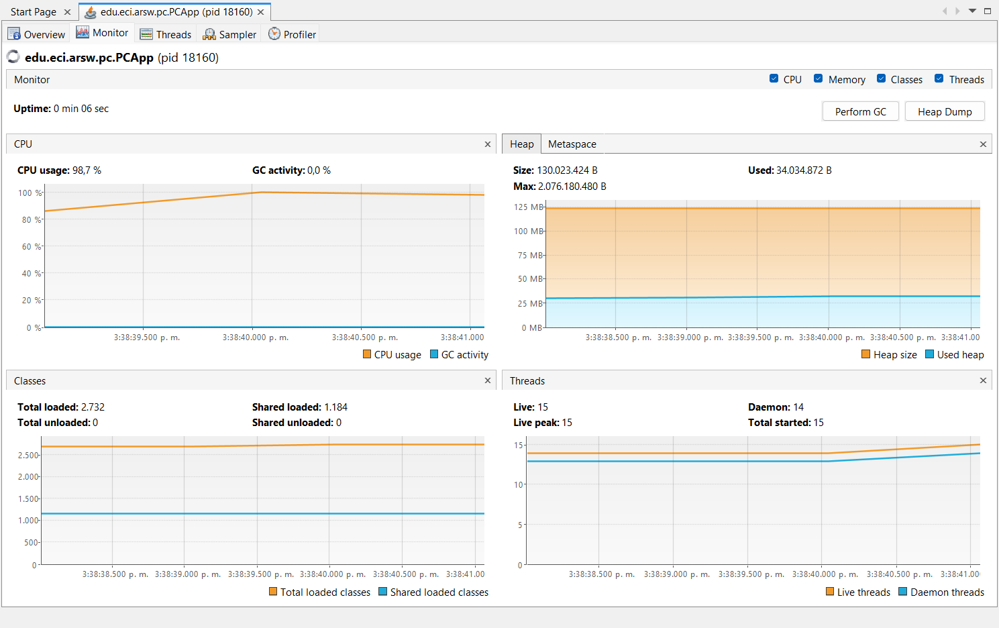 Start Page
edu.eci.arsw.pc.PCApp (pid 18160)
Overview
Monitor
Threads
Sampler
Profiler
edu.eci.arsw.pc.PCApp (pid 18160)
Monitor
CPU
Memory
Classes
Threads
Uptime: 0 min 06 sec
Perform GC
Heap Dump
CPU
CPU usage: 98,7 %
GC activity: 0,0 %
100 %
80 %
60 %
40 %
20 %
0 %
3:38:39.500 p. m.
3:38:40.000 p. m.
3:38:40.500 p. m.
3:38:41.000
CPU usage
GC activity
Heap
Metaspace
Size: 130.023.424 B
Used: 34.034.872 B
Max: 2.076.180.480 B
125 MB
100 MB
75 MB
50 MB
25 MB
0 MB
3:38:38.500 p. m.
3:38:39.000 p. m.
3:38:39.500 p. m.
3:38:40.000 p. m.
3:38:40.500 p. m.
3:38:41.00
Heap size
Used heap
Classes
Total loaded: 2.732
Shared loaded: 1.184
Total unloaded: 0
Shared unloaded: 0
2.500
2.000
1.500
1.000
500
0
3:38:38.500 p. m.
3:38:39.000 p. m.
3:38:39.500 p. m.
3:38:40.000 p. m.
3:38:40.500 p. m.
3:38:41.00
Total loaded classes
Shared loaded classes
Threads
Live: 15
Daemon: 14
Live peak: 15
Total started: 15
15
10
5
0
3:38:38.500 p. m.
3:38:39.000 p. m.
3:38:39.500 p. m.
3:38:40.000 p. m.
3:38:40.500 p. m.
3:38:41.00
Live threads
Daemon threads